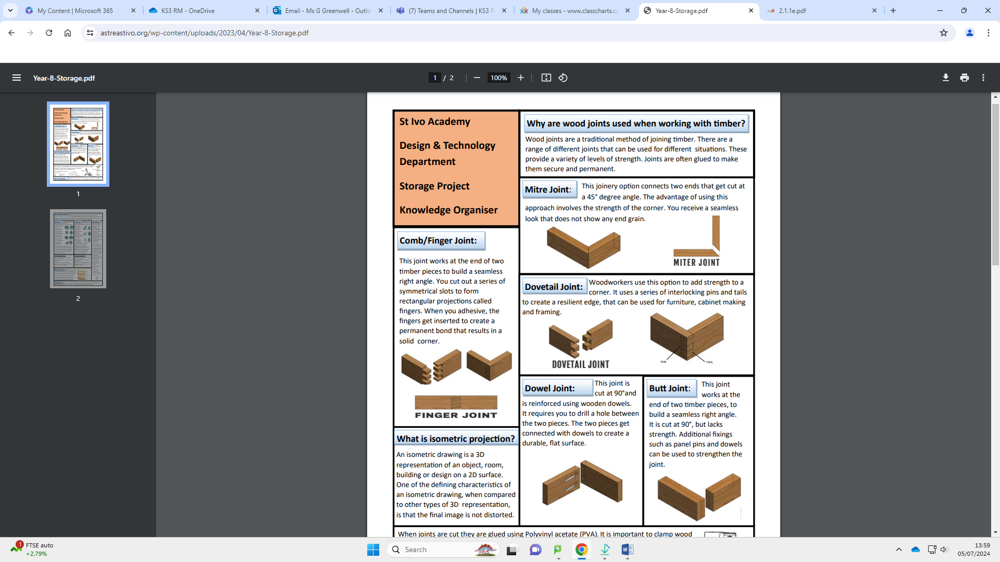 My Content | Microsoft 365
KS3 RM - OneDrive
Email - Ms G Greenwell - Outlo
(7) Teams and Channels | KS3 F
My classes - www.classcharts.c
Year-8-Storage.pdf
2.1.1e.pdf
astreastivo.org/wp-content/uploads/2023/04/Year-8-Storage.pdf
Year-8-Storage.pdf
1 / 2
100%
1
2
St Ivo Academy
Design & Technology
Department
Storage Project
Knowledge Organiser
Why are wood joints used when working with timber?
Wood joints are a traditional method of joining timber. There are a
range of different joints that can be used for different situations. These
provide a variety of levels of strength. Joints are often glued to make
them secure and permanent.
Mitre Joint:
This joinery option connects two ends that get cut at
a 45° degree angle. The advantage of using this
approach involves the strength of the corner. You receive a seamless
look that does not show any end grain.
MITER JOINT
Comb/Finger Joint:
This joint works at the end of two
timber pieces to build a seamless
right angle. You cut out a series of
symmetrical slots to form
rectangular projections called
fingers. When you adhesive, the
fingers get inserted to create a
permanent bond that results in a
solid corner.
FINGER JOINT
Dovetail Joint:
Woodworkers use this option to add strength to a
corner. It uses a series of interlocking pins and tails
to create a resilient edge, that can be used for furniture, cabinet making
and framing.
DOVETAIL JOINT
PIN
TAIL
Dowel Joint:
This joint is
cut at 90°and
is reinforced using wooden dowels.
It requires you to drill a hole between
the two pieces. The two pieces get
connected with dowels to create a
durable, flat surface.
Butt Joint:
This joint
works at the
end of two timber pieces, to
build a seamless right angle.
It is cut at 90°, but lacks
strength. Additional fixings
such as panel pins and dowels
can be used to strengthen the
joint.
What is isometric projection?
An isometric drawing is a 3D
representation of an object, room,
building or design on a 2D surface.
One of the defining characteristics of
an isometric drawing, when compared
to other types of 3D representation,
is that the final image is not distorted.
When joints are cut they are glued using Polyvinyl acetate (PVA). It is important to clamp wood
1
FTSE auto
+2.79%
Search
13:59
05/07/2024